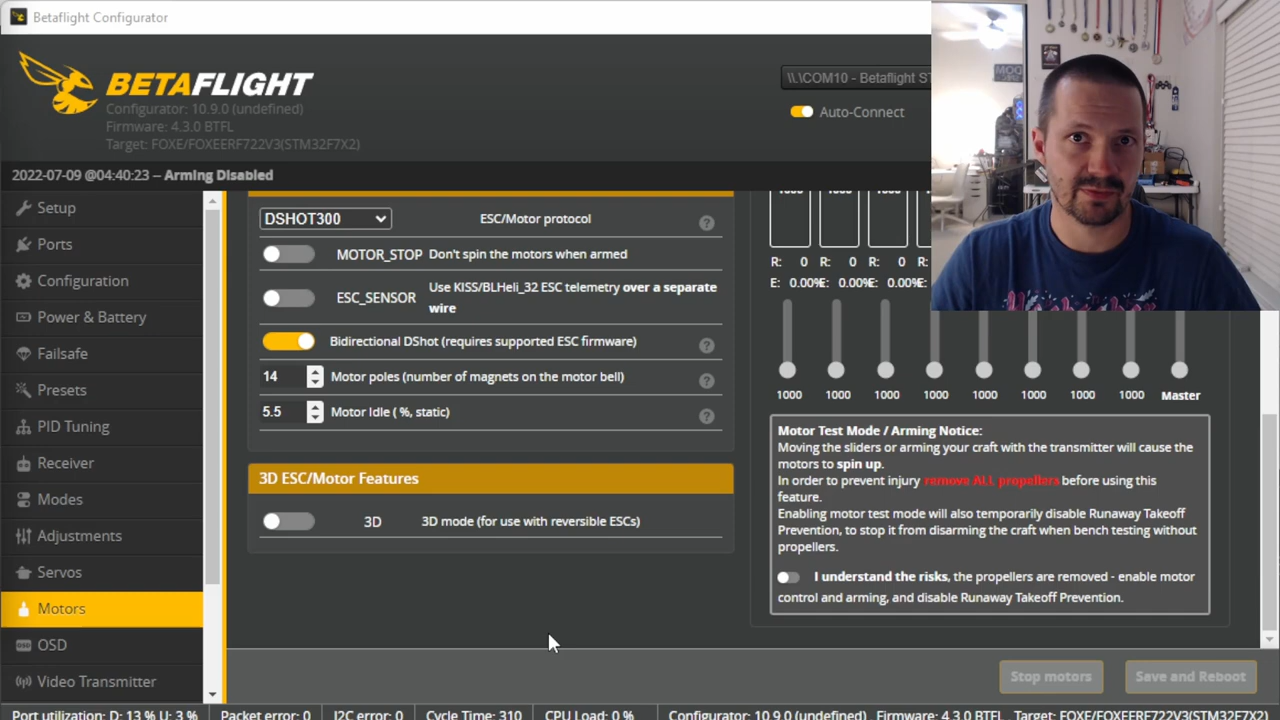 Betaflight Configurator
BETAFLIGHT
Configurator: 10.9.0 (undefined)
Firmware: 4.3.0 BTFL
Target: FOXE/FOXEERF722V3(STM32F7X2)
\\.\COM10 - Betaflight ST
Auto-Connect
2022-07-09 @04:40:23 – Arming Disabled
Setup
Ports
Configuration
Power & Battery
Failsafe
Presets
PID Tuning
Receiver
Modes
Adjustments
Servos
Motors
OSD
Video Transmitter
DSHOT300 ESC/Motor protocol ?
MOTOR_STOP Don't spin the motors when armed
ESC_SENSOR Use KISS/BLHeli_32 ESC telemetry over a separate
wire
Bidirectional DShot (requires supported ESC firmware) ?
14 Motor poles (number of magnets on the motor bell) ?
5.5 Motor Idle ( %, static) ?
3D ESC/Motor Features
3D 3D mode (for use with reversible ESCs)
R: 0 R: 0 R: 0 R:
E: 0.00% E: 0.00% E: 0.00% E:
1000 1000 1000 1000 1000 1000 1000 1000 Master
Motor Test Mode / Arming Notice:
Moving the sliders or arming your craft with the transmitter will cause the
motors to spin up.
In order to prevent injury remove ALL propellers before using this
feature.
Enabling motor test mode will also temporarily disable Runaway Takeoff
Prevention, to stop it from disarming the craft when bench testing without
propellers.
I understand the risks, the propellers are removed - enable motor
control and arming, and disable Runaway Takeoff Prevention.
Stop motors
Save and Reboot
Port utilization: D: 13 % U: 3 % Packet error: 0 I2C error: 0 Cycle Time: 310 CPU Load: 0 % Configurator: 10.9.0 (undefined) Firmware: 4.3.0 BTFL, Target: FOXE/FOXEERF722V3(STM32F7X2)